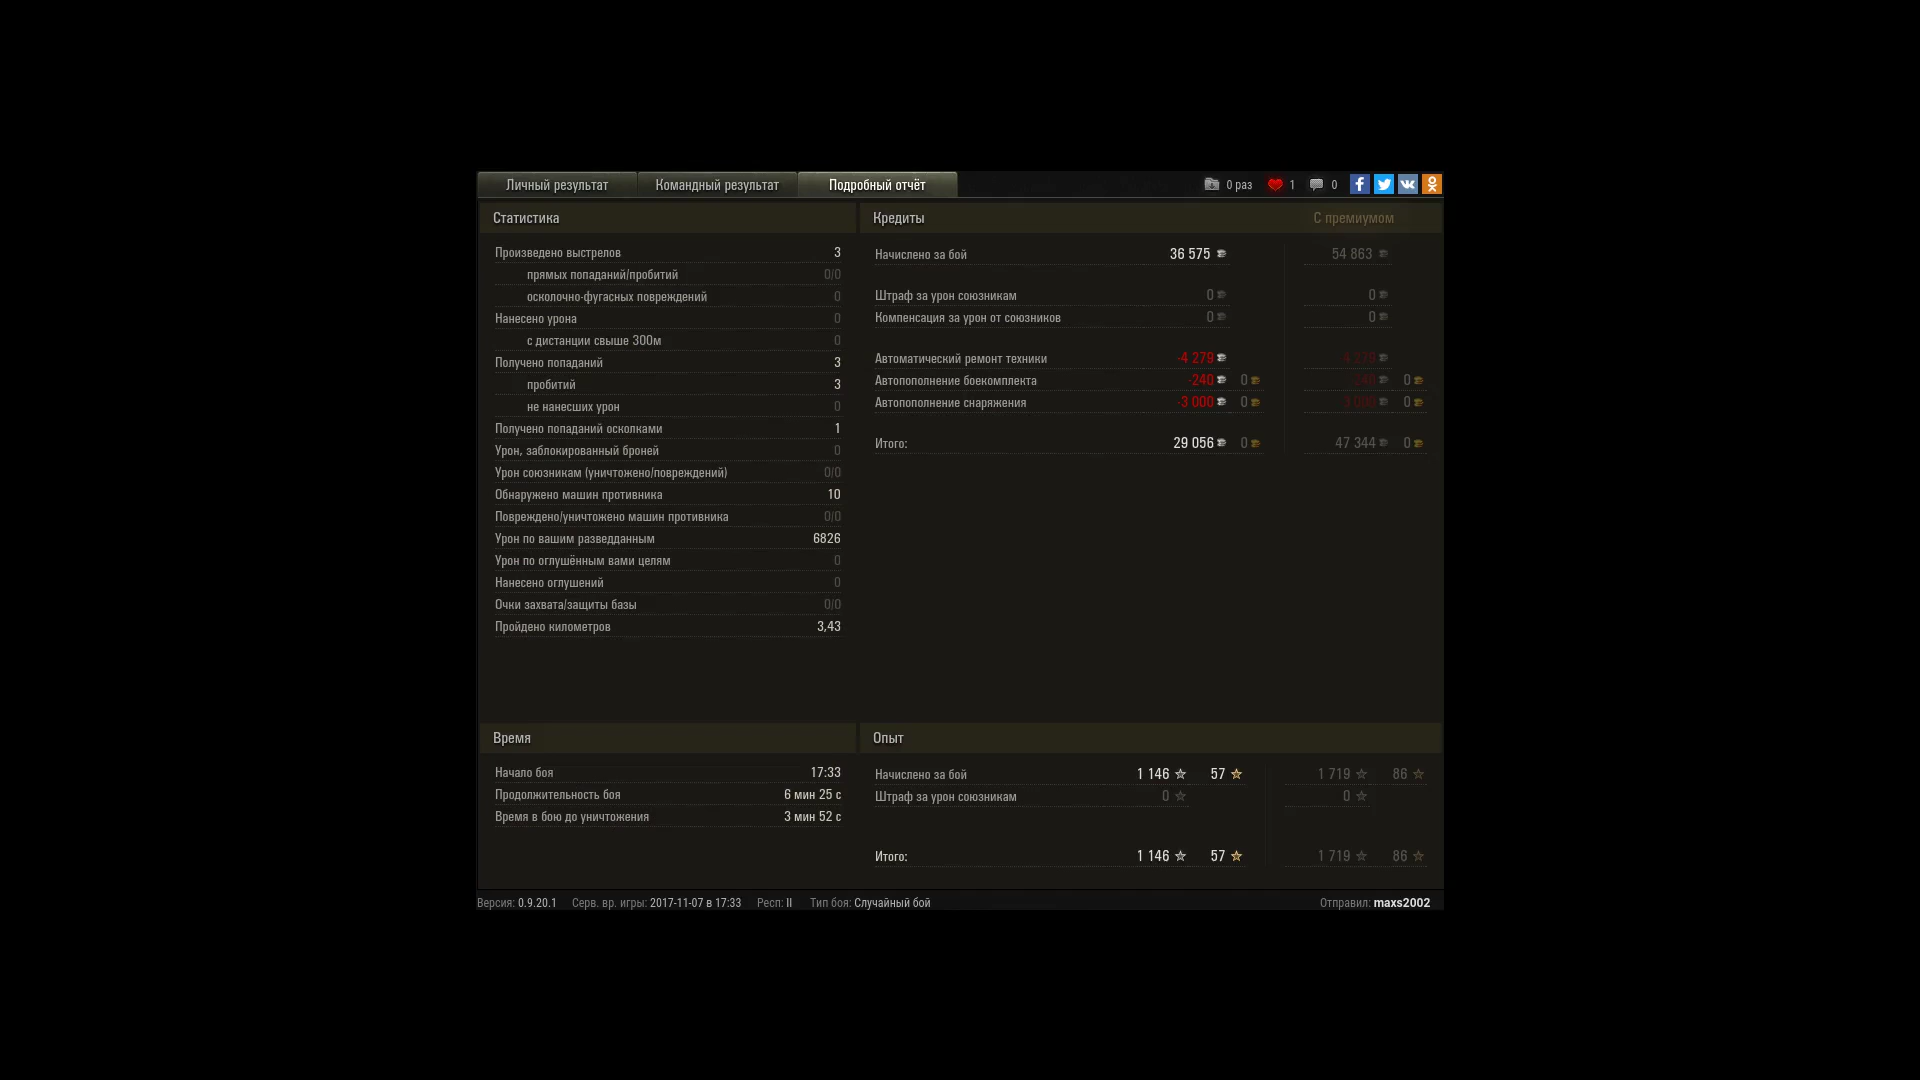 Личный результат Командный результат Подробный отчёт 0 раз 1 0
Статистика
Произведено выстрелов 3
прямых попаданий/пробитий 0/0
осколочно-фугасных повреждений 0
Нанесено урона 0
с дистанции свыше 300м 0
Получено попаданий 3
пробитий 3
не нанесших урон 0
Получено попаданий осколками 1
Урон, заблокированный броней 0
Урон союзникам (уничтожено/повреждений) 0/0
Обнаружено машин противника 10
Повреждено/уничтожено машин противника 0/0
Урон по вашим разведданным 6826
Урон по оглушённым вами целям 0
Нанесено оглушений 0
Очки захвата/защиты базы 0/0
Пройдено километров 3,43
Кредиты С премиумом
Начислено за бой 36 575 54 863
Штраф за урон союзникам 0 0
Компенсация за урон от союзников 0 0
Автоматический ремонт техники -4 279 -4 279
Автопополнение боекомплекта -240 0 -240 0
Автопополнение снаряжения -3 000 0 -3 000 0
Итого: 29 056 0 47 344 0
Время
Начало боя 17:33
Продолжительность боя 6 мин 25 с
Время в бою до уничтожения 3 мин 52 с
Опыт
Начислено за бой 1 146 57 1 719 86
Штраф за урон союзникам 0 0
Итого: 1 146 57 1 719 86
Версия: 0.9.20.1 Серв. вр. игры: 2017-11-07 в 17:33 Респ: II Тип боя: Случайный бой Отправил: maxs2002